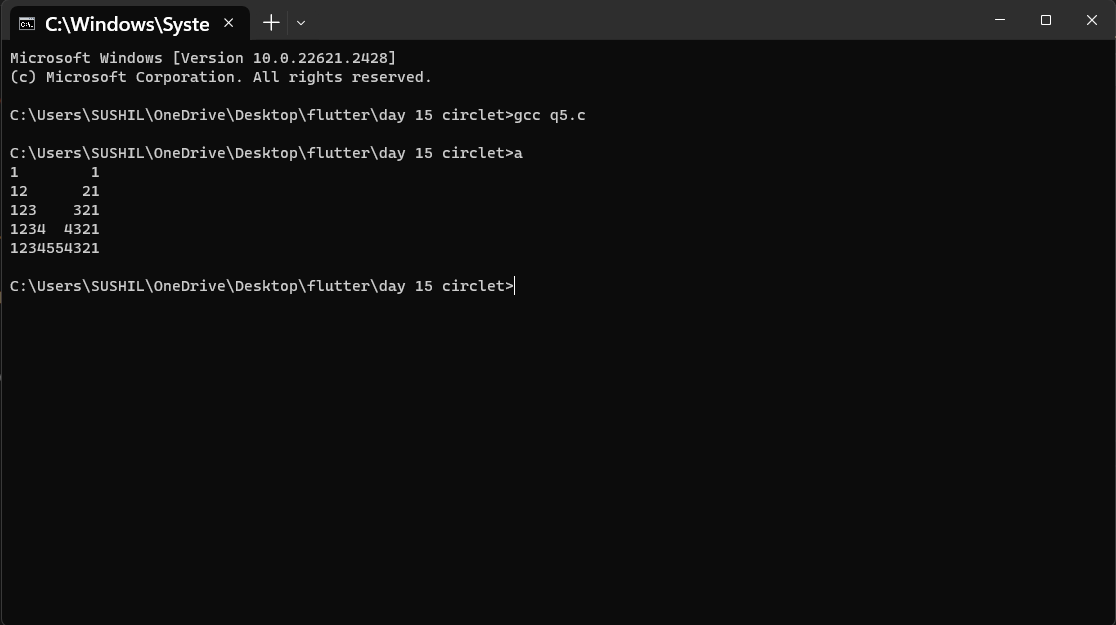 C:\Windows\Syste
Microsoft Windows [Version 10.0.22621.2428]
(c) Microsoft Corporation. All rights reserved.
C:\Users\SUSHIL\OneDrive\Desktop\flutter\day 15 circlet>gcc q5.c
C:\Users\SUSHIL\OneDrive\Desktop\flutter\day 15 circlet>a
1        1
12      21
123    321
1234  4321
1234554321
C:\Users\SUSHIL\OneDrive\Desktop\flutter\day 15 circlet>